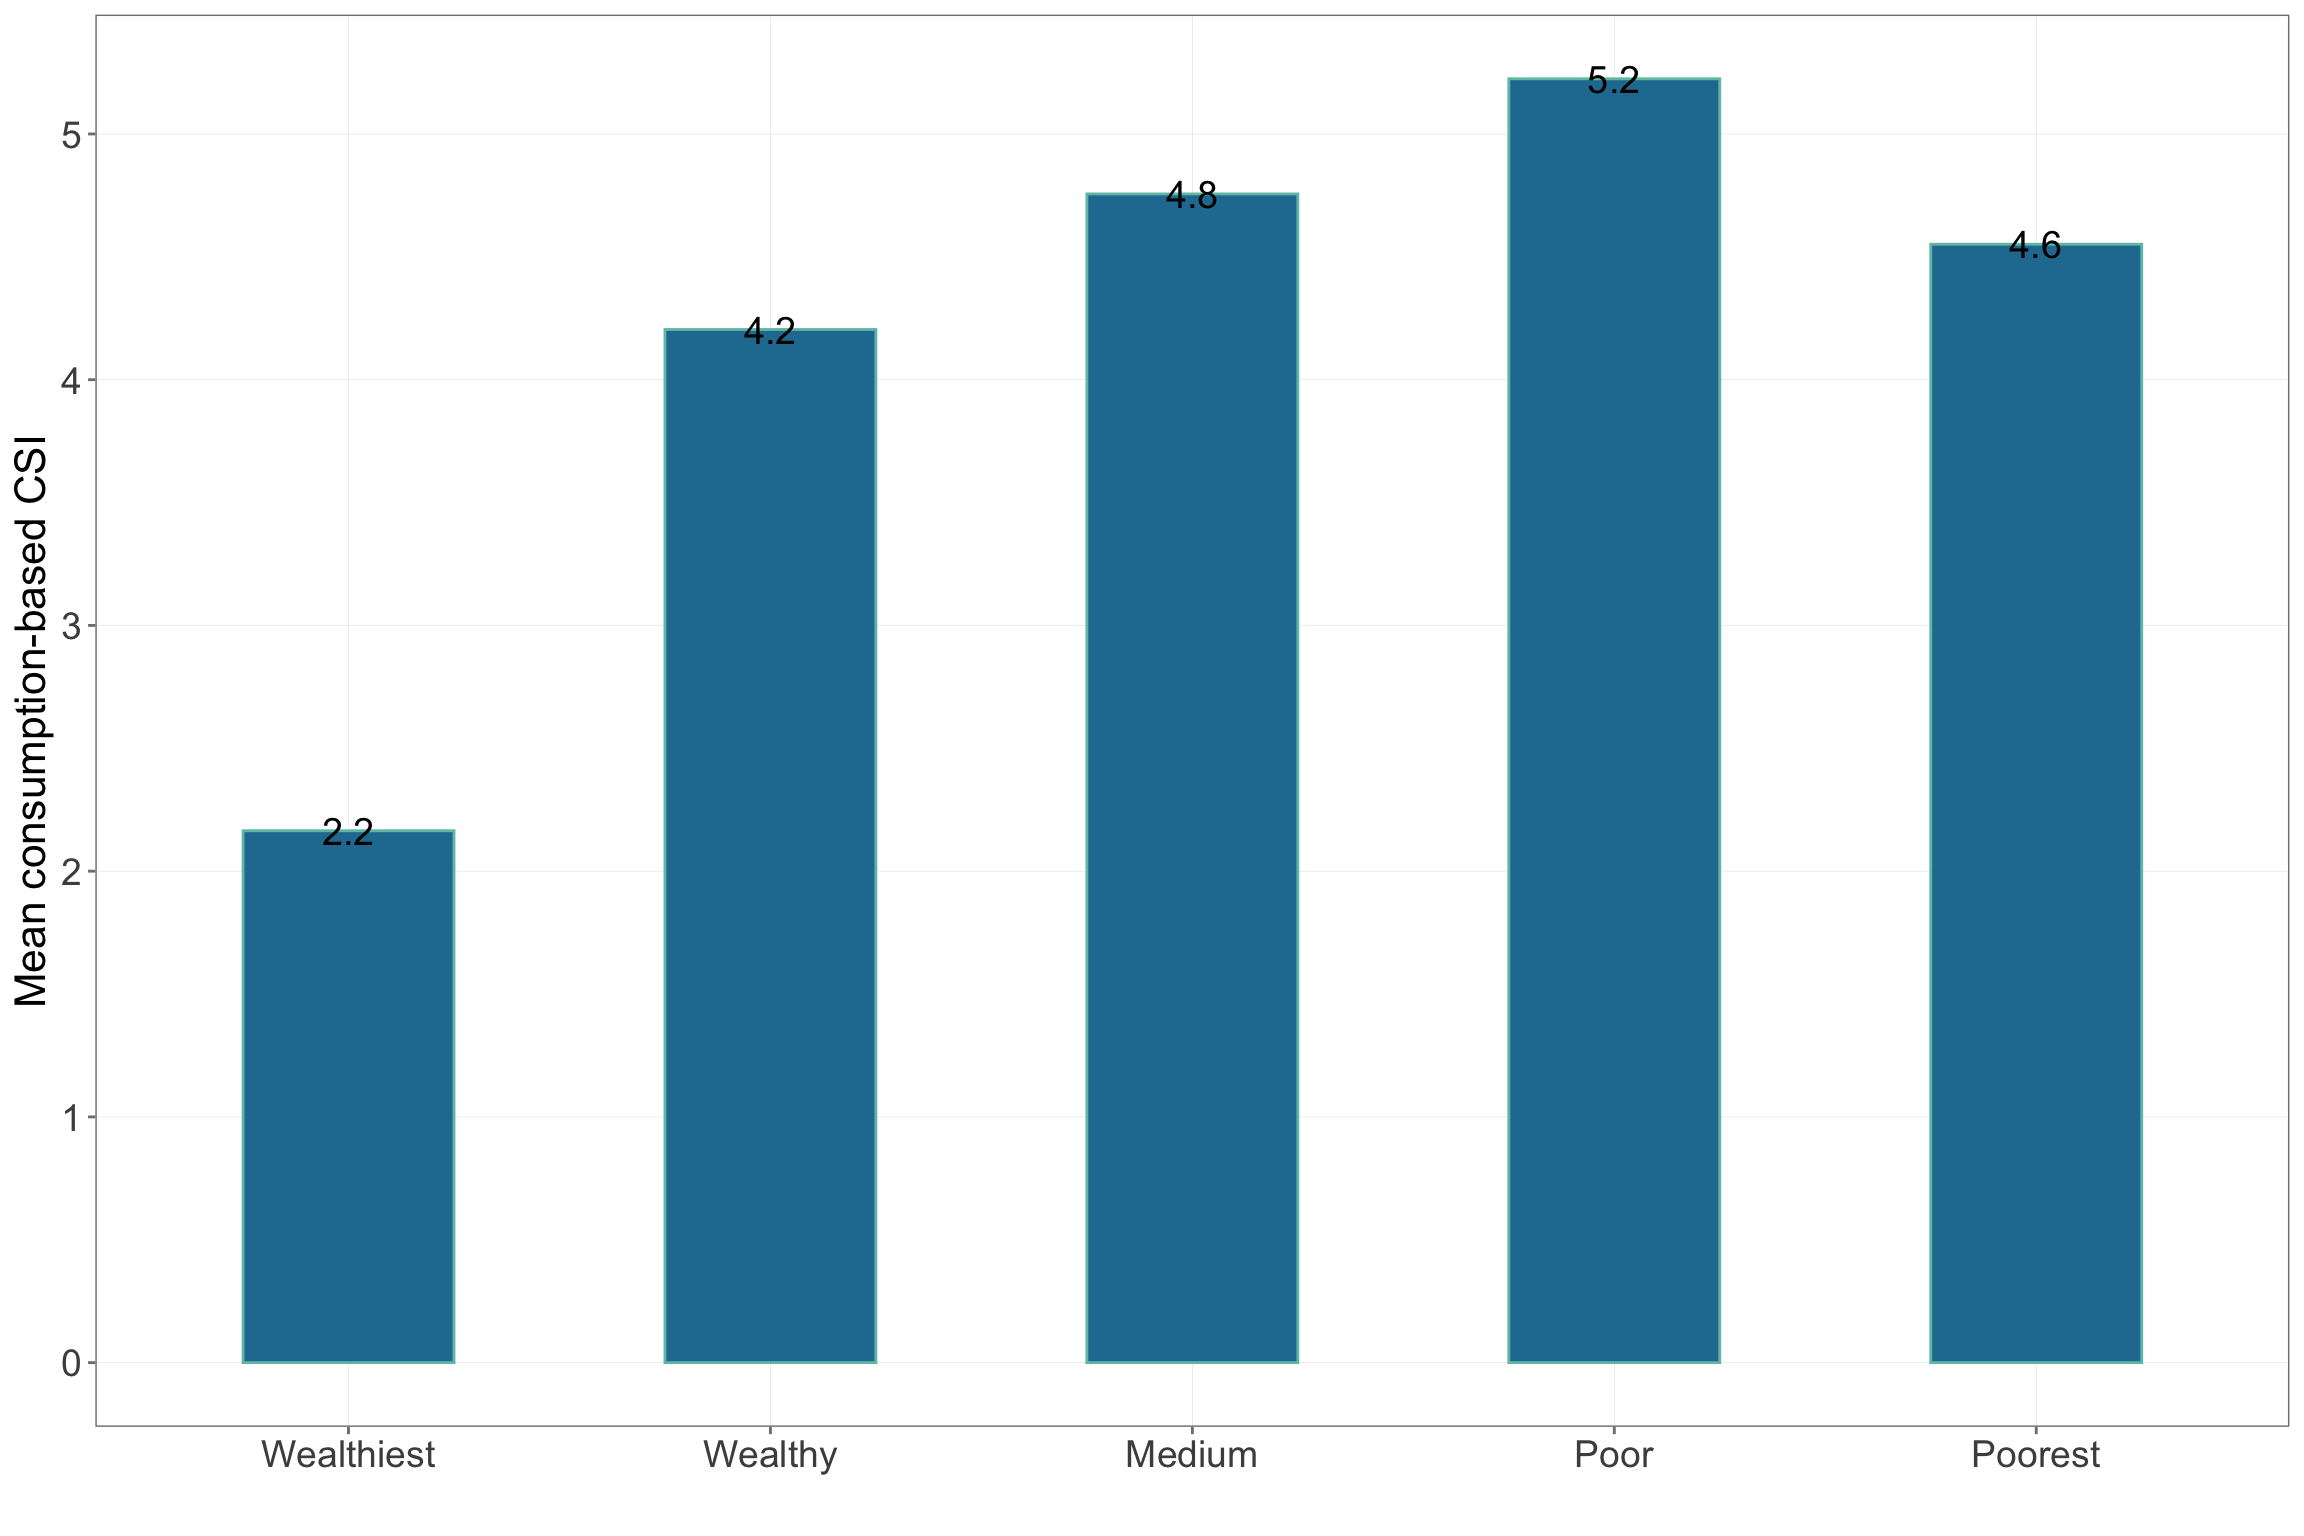 Mean consumption-based CSI
5
4
3
2
1
0
2.2
4.2
4.8
5.2
4.6
Wealthiest
Wealthy
Medium
Poor
Poorest